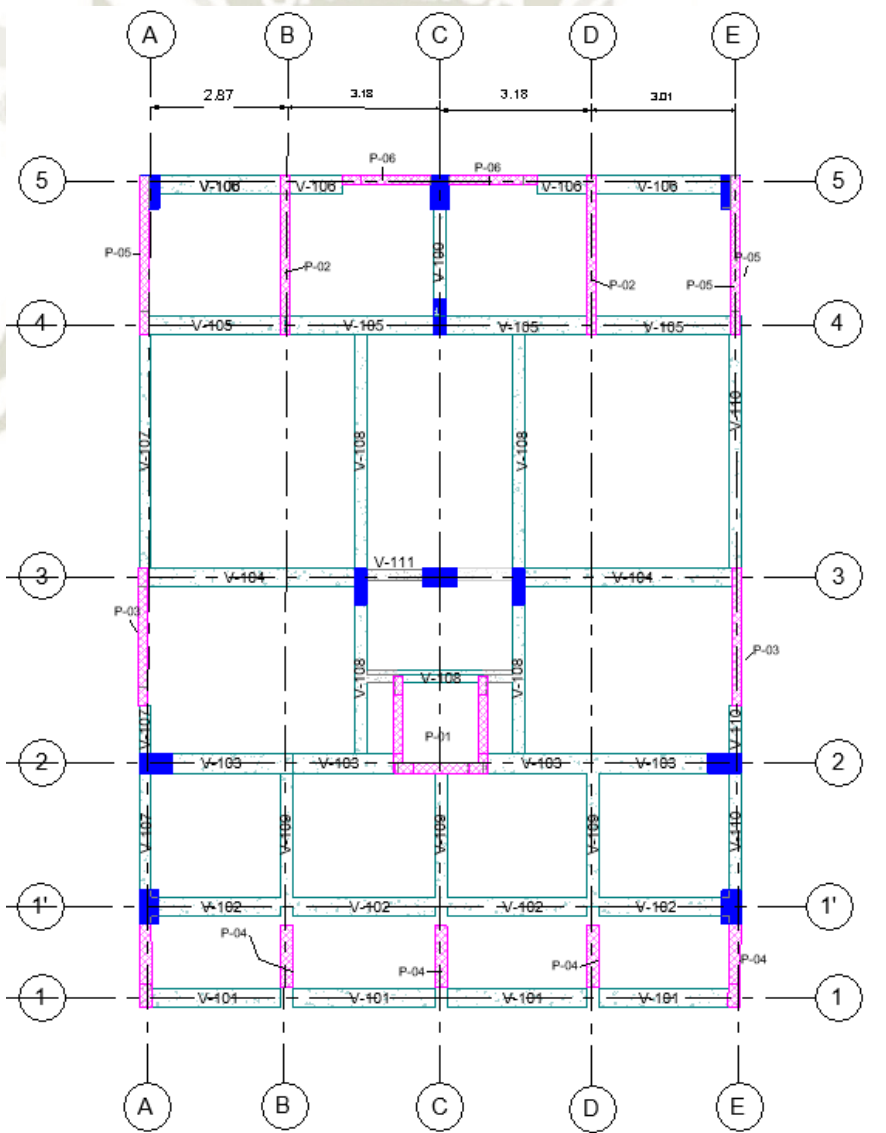 A B C D E
2.87 3.18 3.18 3.01
P-06 P-06
5 V-106 V-106 V-106 V-106 5
P-05 P-02 V-109 P-02 P-05 P-05
4 V-105 V-105 V-105 V-105 4
V-107 V-108 V-108 V-110
V-111
3 V-104 V-104 3
P-03 P-03
V-108 V-108 V-108
V-107 P-01 V-110
2 V-103 V-103 V-103 V-103 2
V-107 V-109 V-109 V-109 V-110
1' V-102 V-102 V-102 V-102 1'
P-04 P-04 P-04 P-04
1 V-101 V-101 V-101 V-101 1
A B C D E